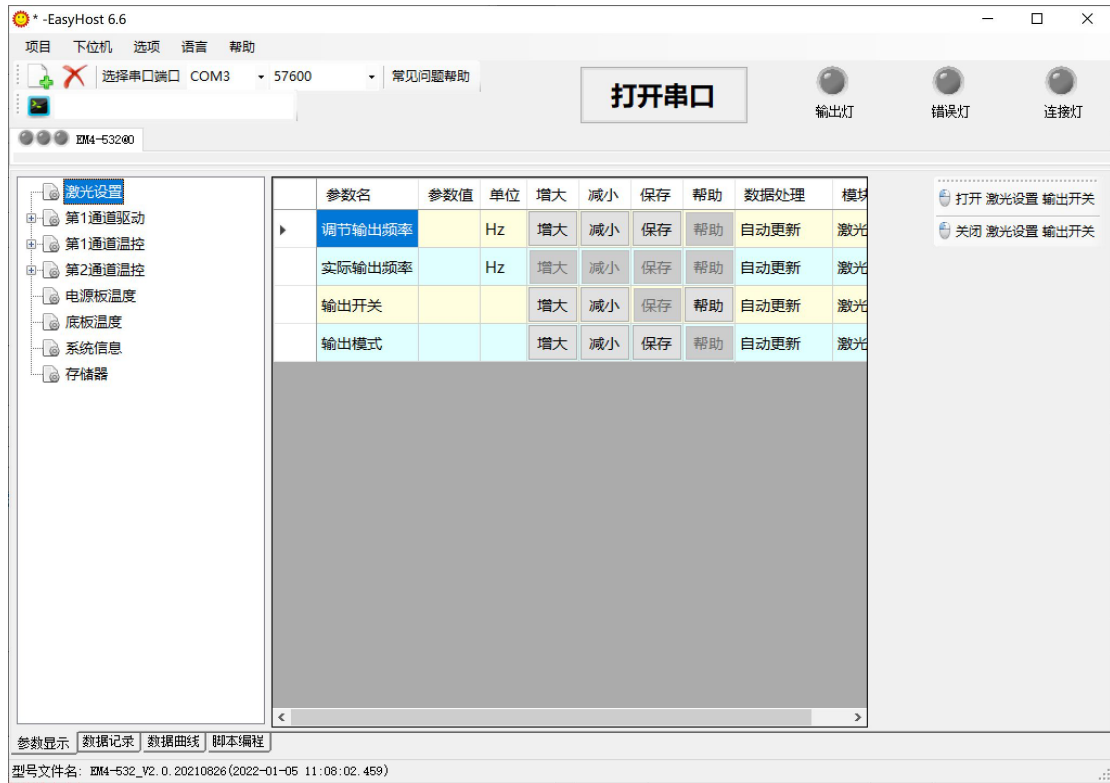 * -EasyHost 6.6
项目 下位机 选项 语言 帮助
选择串口端口 COM3 57600 常见问题帮助
打开串口
输出灯 错误灯 连接灯
EM4-532@0
激光设置
第1通道驱动
第1通道温控
第2通道温控
电源板温度
底板温度
系统信息
存储器
参数名 参数值 单位 增大 减小 保存 帮助 数据处理 模块
调节输出频率 Hz 增大 减小 保存 帮助 自动更新 激光
实际输出频率 Hz 增大 减小 保存 帮助 自动更新 激光
输出开关 增大 减小 保存 帮助 自动更新 激光
输出模式 增大 减小 保存 帮助 自动更新 激光
打开 激光设置 输出开关
关闭 激光设置 输出开关
参数显示 数据记录 数据曲线 脚本编程
型号文件名: EM4-532_V2.0.20210826(2022-01-05 11:08:02.459)